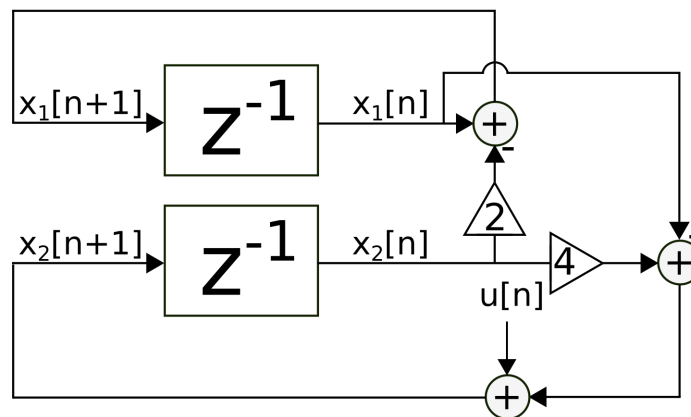 x₁[n+1]
z⁻¹
x₁[n]
+
-
x₂[n+1]
z⁻¹
x₂[n]
2
4
+
u[n]
+